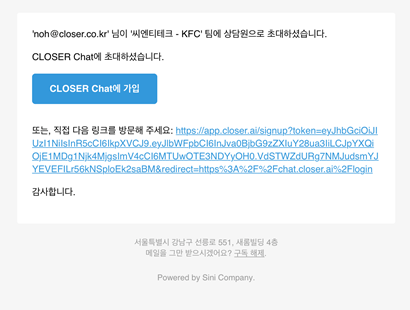 'noh@closer.co.kr' 님이 '씨엔티테크 - KFC' 팀에 상담원으로 초대하셨습니다.
CLOSER Chat에 초대하셨습니다.
CLOSER Chat에 가입
또는, 직접 다음 링크를 방문해 주세요: https://app.closer.ai/signup?token=eyJhbGciOiJI
UzI1NiIsInR5cCI6IkpXVCJ9.eyJlbWFpbCI6InJva0BjbG9zZXIuY28ua3IiLCJpYXQi
OjE1MDg1Njk4MjgsImV4cCI6MTUwOTE3NDYyOH0.VdSTWZdURg7NMJudsmYJ
YEVEFILr56kNSploEk2saBM&redirect=https%3A%2F%2Fchat.closer.ai%2Flogin
감사합니다.
서울특별시 강남구 선릉로 551, 새롬빌딩 4층
메일을 그만 받으시겠어요? 구독 해제.
Powered by Sini Company.